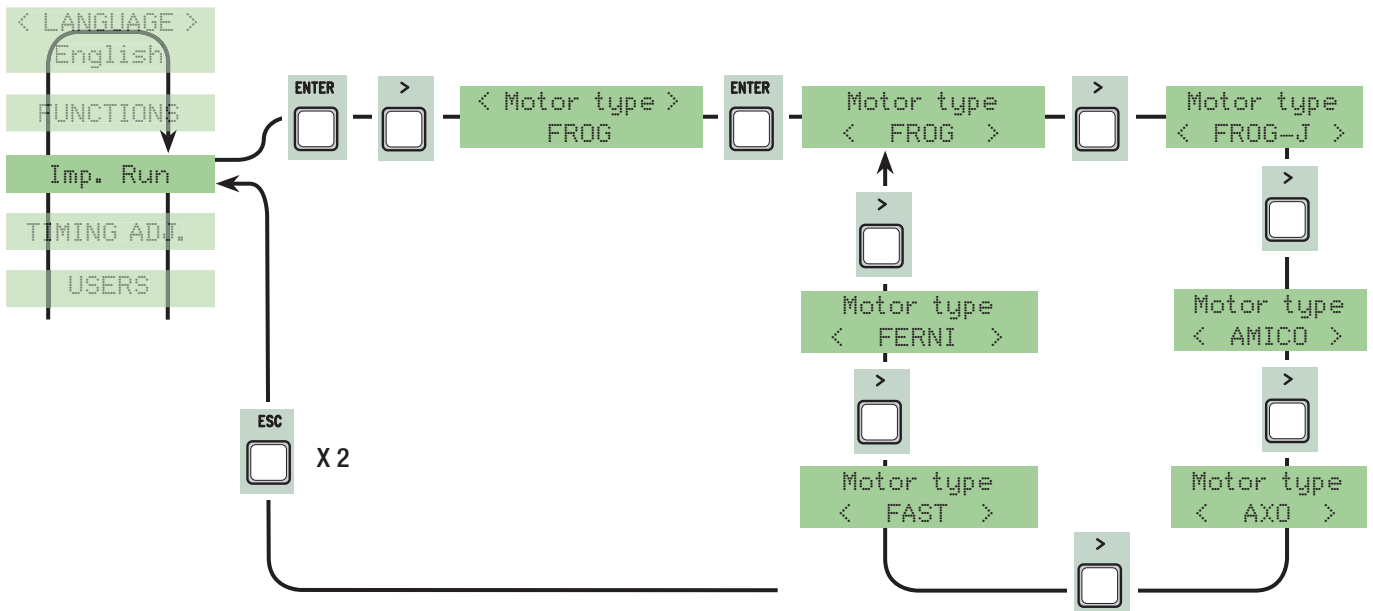 < LANGUAGE >
English
FUNCTIONS
Imp. Run
TIMING ADJ.
USERS
ENTER
>
< Motor type >
FROG
ENTER
Motor type
< FROG >
>
Motor type
< FROG-J >
>
Motor type
< AMICO >
>
Motor type
< AXO >
>
Motor type
< FAST >
>
Motor type
< FERNI >
>
ESC
X 2